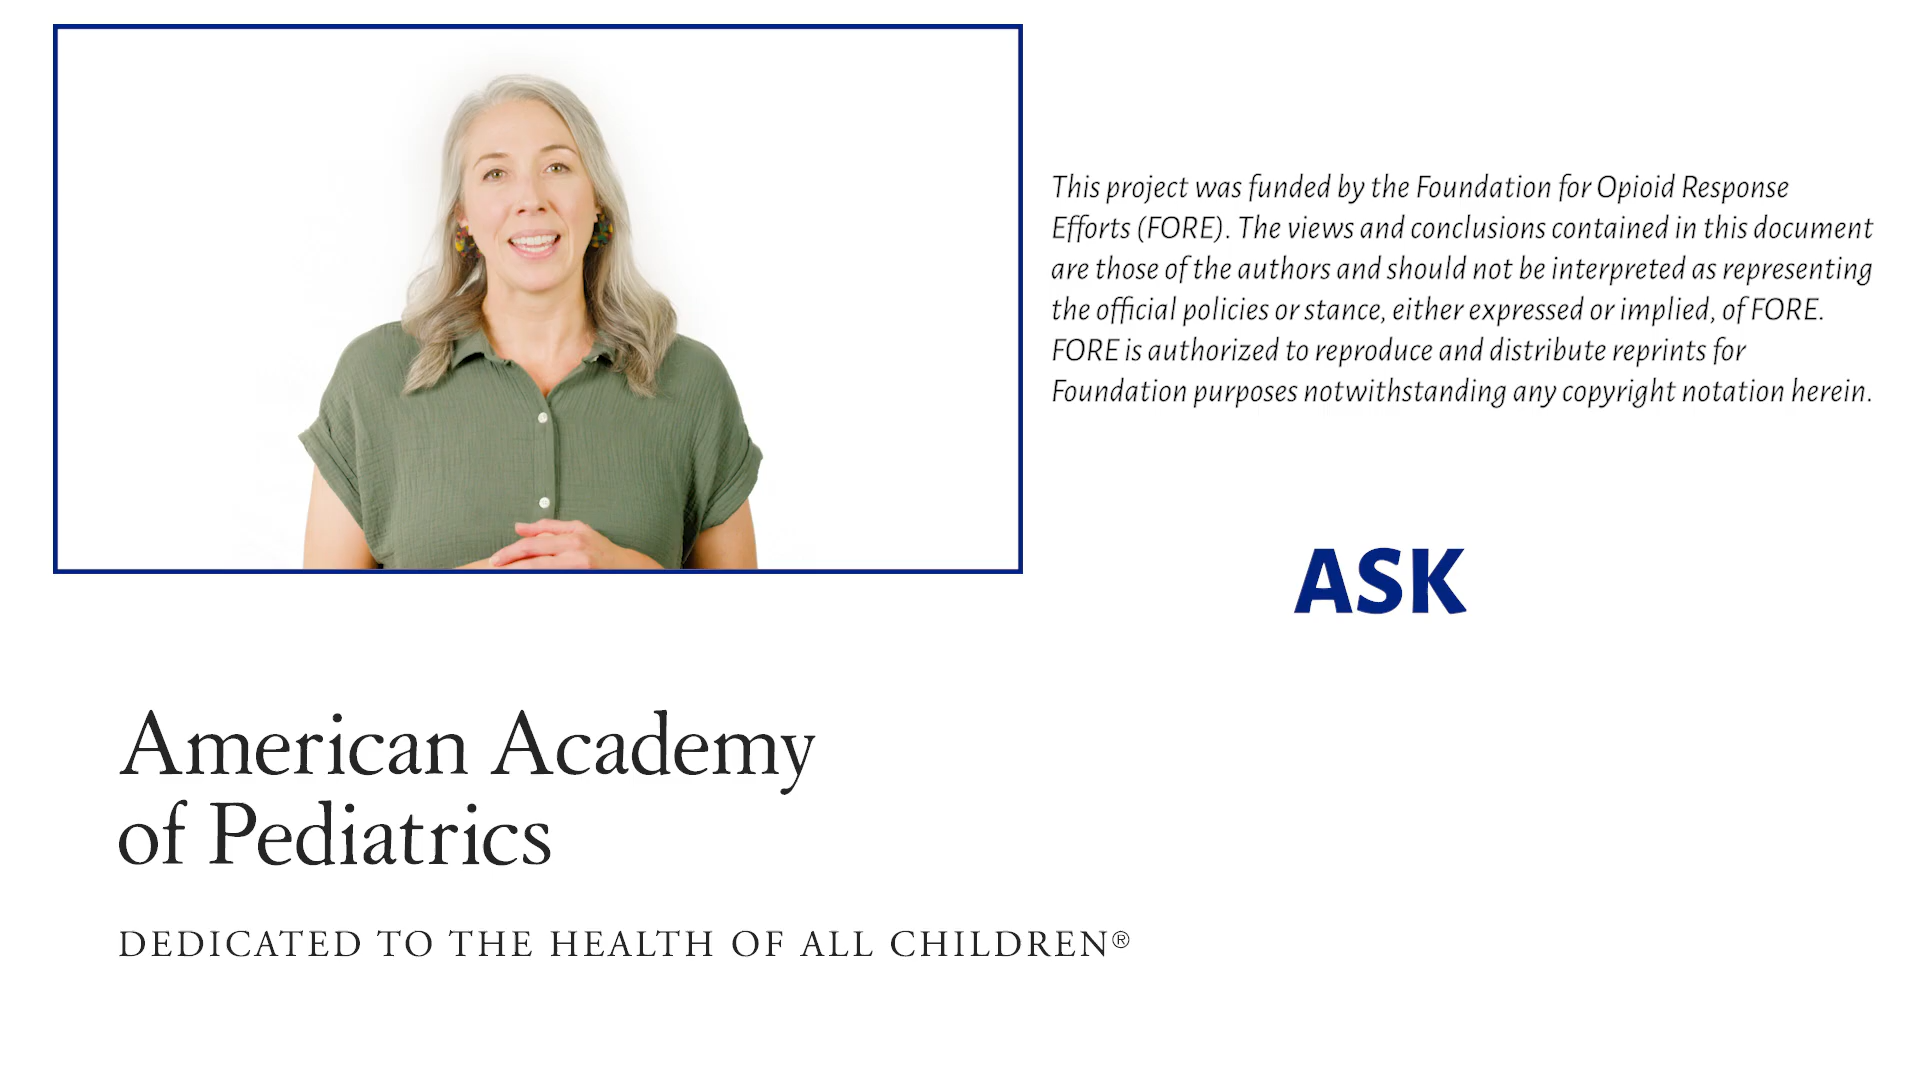 This project was funded by the Foundation for Opioid Response
Efforts (FORE). The views and conclusions contained in this document
are those of the authors and should not be interpreted as representing
the official policies or stance, either expressed or implied, of FORE.
FORE is authorized to reproduce and distribute reprints for
Foundation purposes notwithstanding any copyright notation herein.
ASK
American Academy
of Pediatrics
DEDICATED TO THE HEALTH OF ALL CHILDREN®